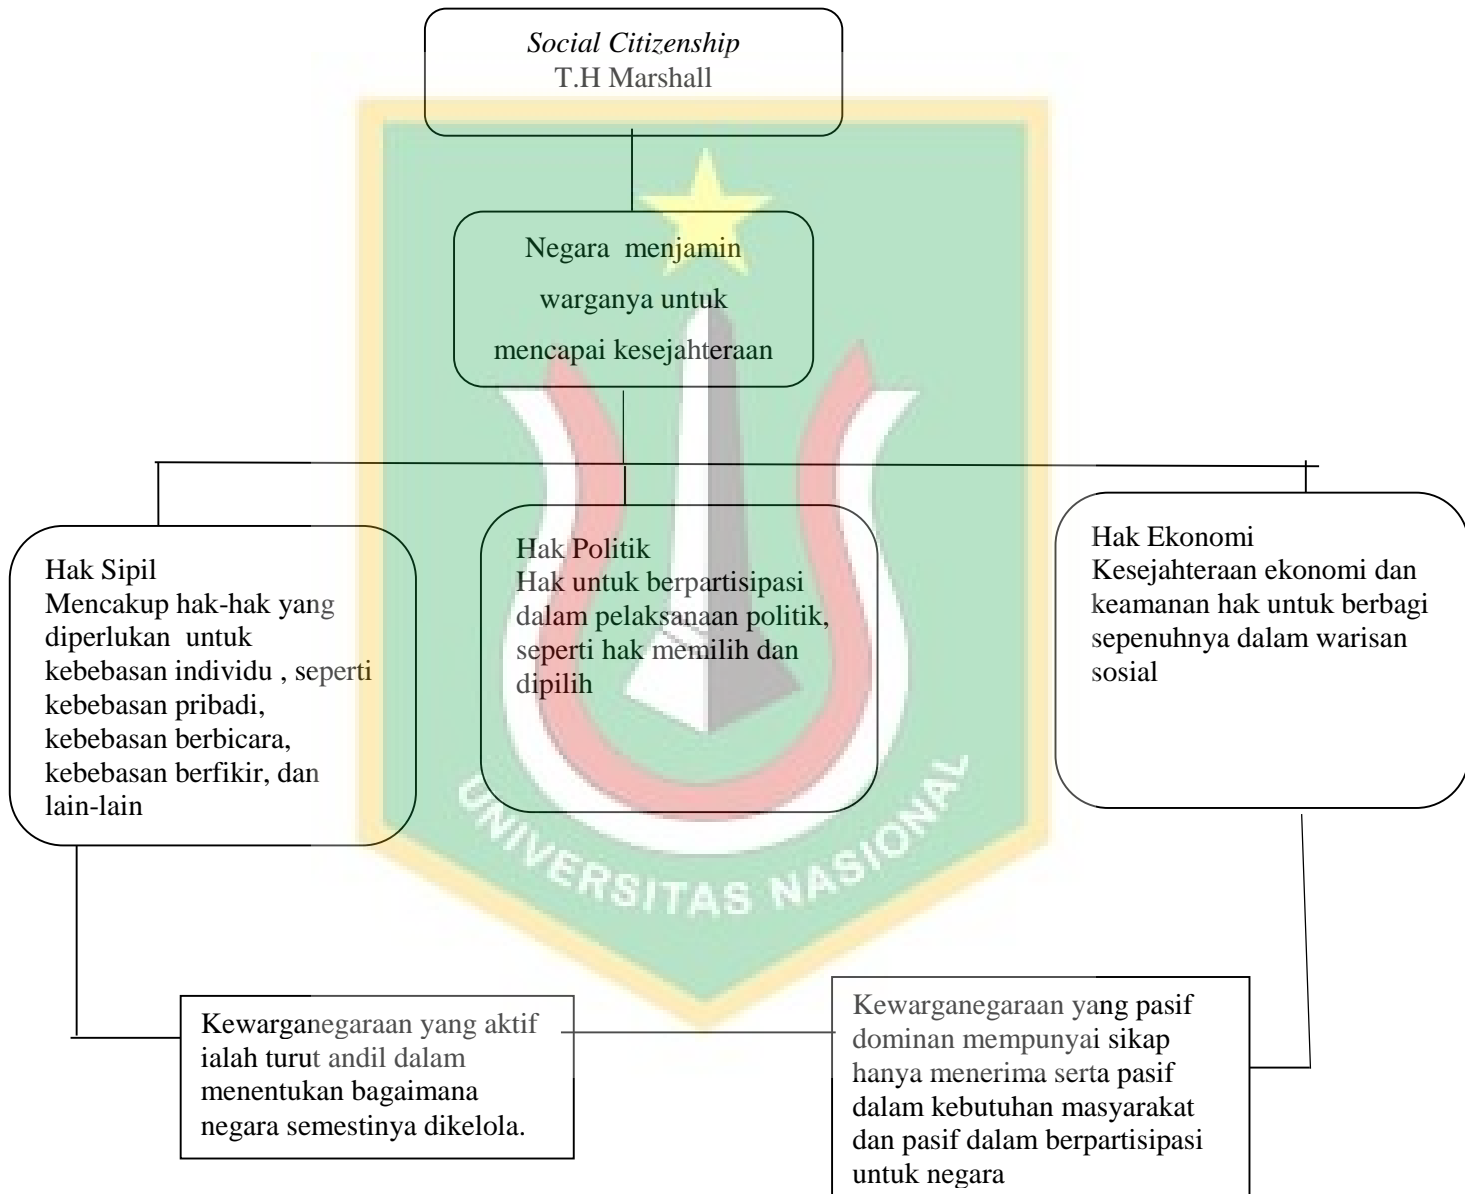 Social Citizenship
T.H Marshall
Negara menjamin
warganya untuk
mencapai kesejahteraan
Hak Sipil
Mencakup hak-hak yang
diperlukan untuk
kebebasan individu , seperti
kebebasan pribadi,
kebebasan berbicara,
kebebasan berfikir, dan
lain-lain
Hak Politik
Hak untuk berpartisipasi
dalam pelaksanaan politik,
seperti hak memilih dan
dipilih
Hak Ekonomi
Kesejahteraan ekonomi dan
keamanan hak untuk berbagi
sepenuhnya dalam warisan
sosial
UNIVERSITAS NASIONAL
Kewarganegaraan yang aktif
ialah turut andil dalam
menentukan bagaimana
negara semestinya dikelola.
Kewarganegaraan yang pasif
dominan mempunyai sikap
hanya menerima serta pasif
dalam kebutuhan masyarakat
dan pasif dalam berpartisipasi
untuk negara